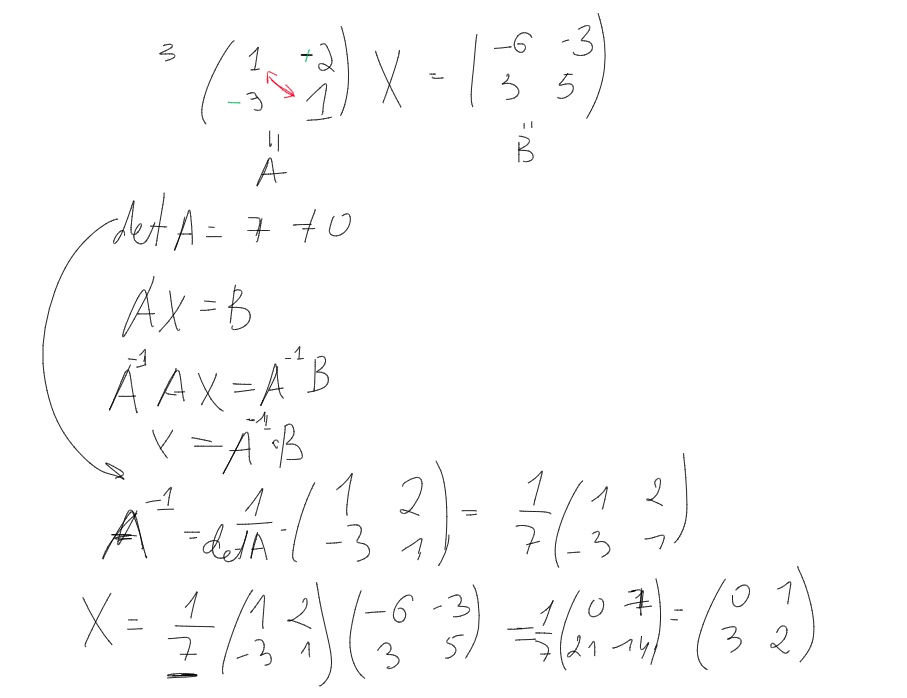 3 ( 1 +2 ) X = ( -6 -3 )
( -3 1 ) ( 3 5 )
= =
A B
det A = 7 ≠ 0
AX = B
A⁻¹ A X = A⁻¹ B
X = A⁻¹ · B
A⁻¹ = 1/detA · ( 1 2 ) = 1/7 ( 1 2 )
( -3 1 ) ( -3 1 )
X = 1/7 ( 1 2 ) ( -6 -3 ) = 1/7 ( 0 7 ) = ( 0 1 )
( -3 1 ) ( 3 5 ) ( 21 -14 ) ( 3 2 )